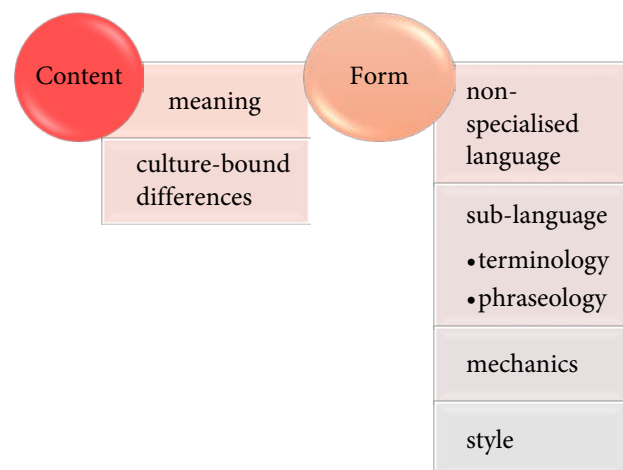 Content
meaning
culture-bound
differences
Form
non-
specialised
language
sub-language
•terminology
•phraseology
mechanics
style